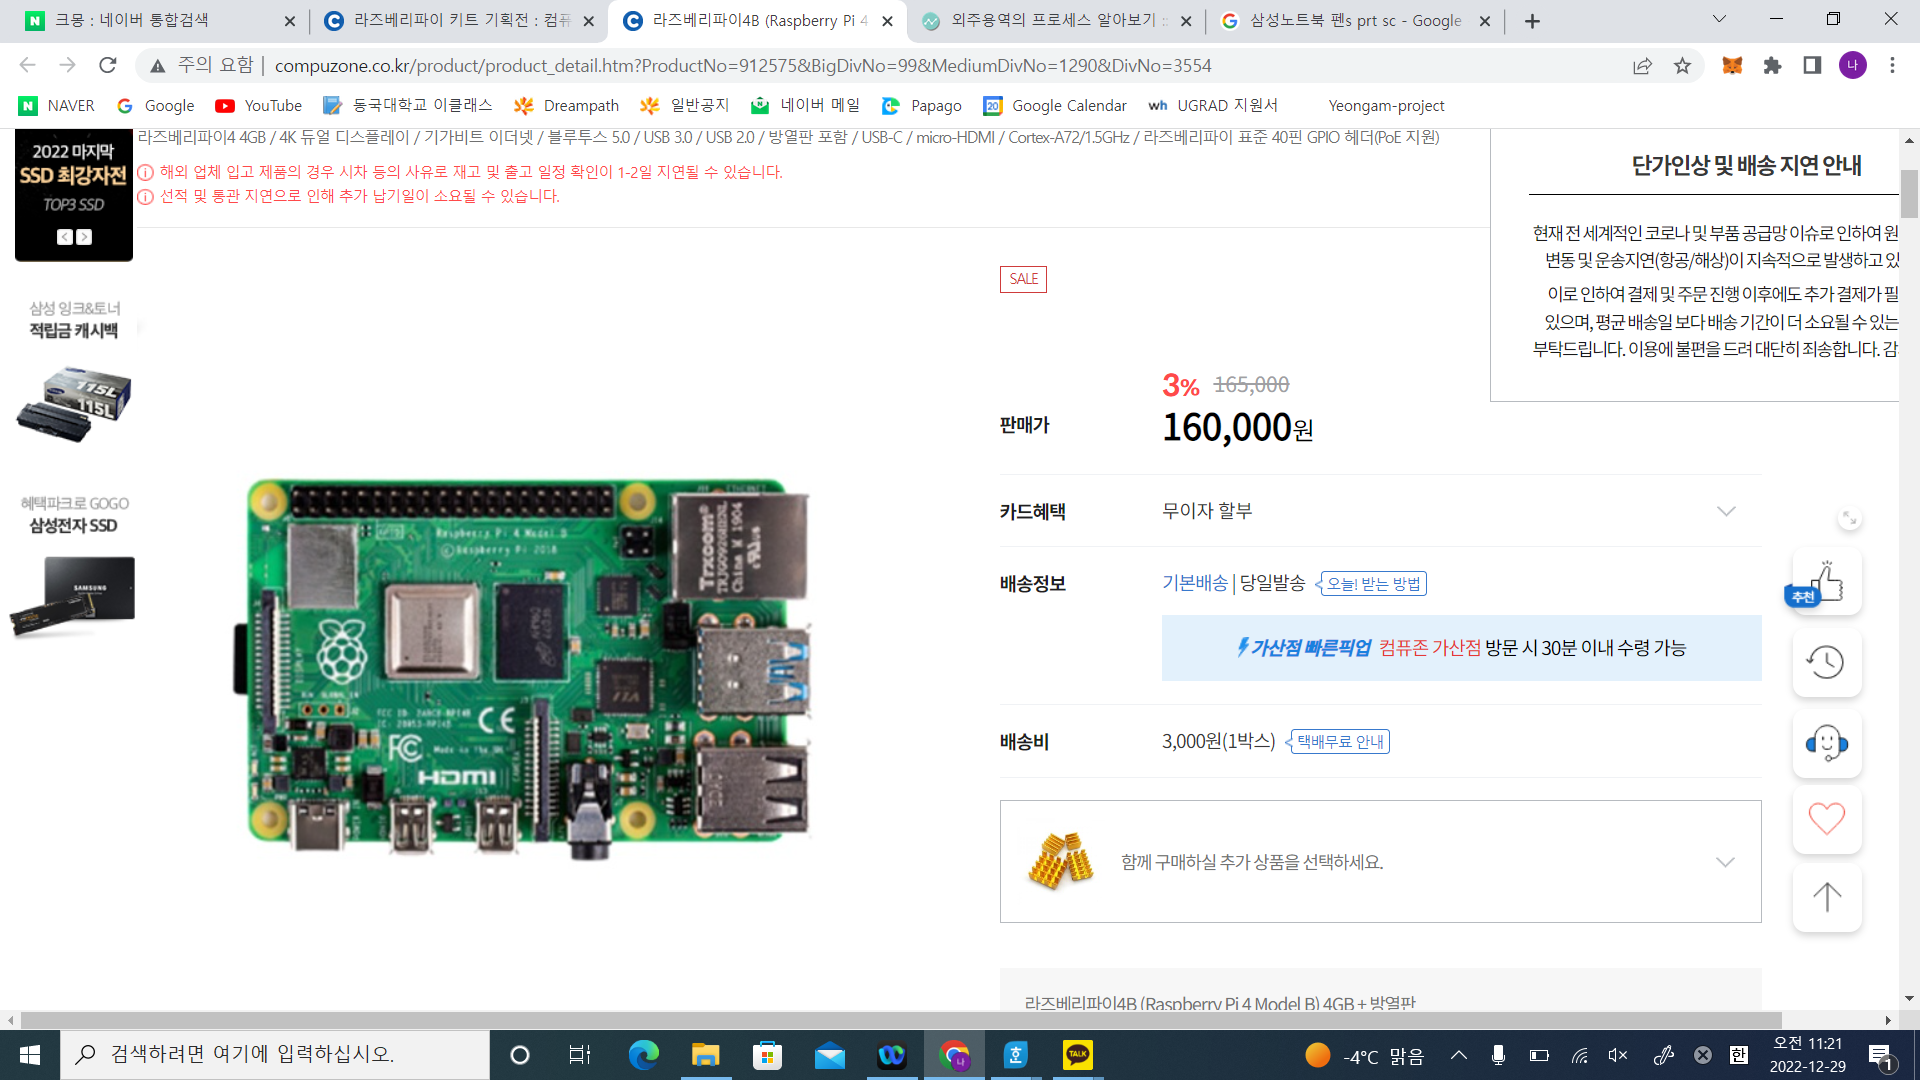 크몽 : 네이버 통합검색
라즈베리파이 키트 기획전 : 컴퓨
라즈베리파이4B (Raspberry Pi 4
외주용역의 프로세스 알아보기 ::
삼성노트북 펜s prt sc - Google
주의 요함 | compuzone.co.kr/product/product_detail.htm?ProductNo=912575&BigDivNo=99&MediumDivNo=1290&DivNo=3554
나
NAVER
Google
YouTube
동국대학교 이클래스
Dreampath
일반공지
네이버 메일
Papago
Google Calendar
wh UGRAD 지원서
Yeongam-project
라즈베리파이4 4GB / 4K 듀얼 디스플레이 / 기가비트 이더넷 / 블루투스 5.0 / USB 3.0 / USB 2.0 / 방열판 포함 / USB-C / micro-HDMI / Cortex-A72/1.5GHz / 라즈베리파이 표준 40핀 GPIO 헤더(PoE 지원)
해외 업체 입고 제품의 경우 시차 등의 사유로 재고 및 출고 일정 확인이 1-2일 지연될 수 있습니다.
선적 및 통관 지연으로 인해 추가 납기일이 소요될 수 있습니다.
2022 마지막
SSD 최강자전
TOP3 SSD
삼성 잉크&토너
적립금 캐시백
115L
115L
혜택파크로 GOGO
삼성전자 SSD
SAMSUNG
단가인상 및 배송 지연 안내
현재 전 세계적인 코로나 및 부품 공급망 이슈로 인하여 원
변동 및 운송지연(항공/해상)이 지속적으로 발생하고 있
이로 인하여 결제 및 주문 진행 이후에도 추가 결제가 필
있으며, 평균 배송일 보다 배송 기간이 더 소요될 수 있는
부탁드립니다. 이용에 불편을 드려 대단히 죄송합니다. 감
SALE
3% 165,000
판매가 160,000원
카드혜택 무이자 할부
배송정보 기본배송 | 당일발송 오늘! 받는 방법
가산점 빠른픽업 컴퓨존 가산점 방문 시 30분 이내 수령 가능
배송비 3,000원(1박스) 택배무료 안내
함께 구매하실 추가 상품을 선택하세요.
라즈베리파이4B (Raspberry Pi 4 Model B) 4GB + 방열판
추천
Raspberry Pi 4 Model B
© Raspberry Pi 2018
Trxcom
China M 1904
CE
FC
HDMI
검색하려면 여기에 입력하십시오.
TALK
-4°C 맑음
한
오전 11:21
2022-12-29
1